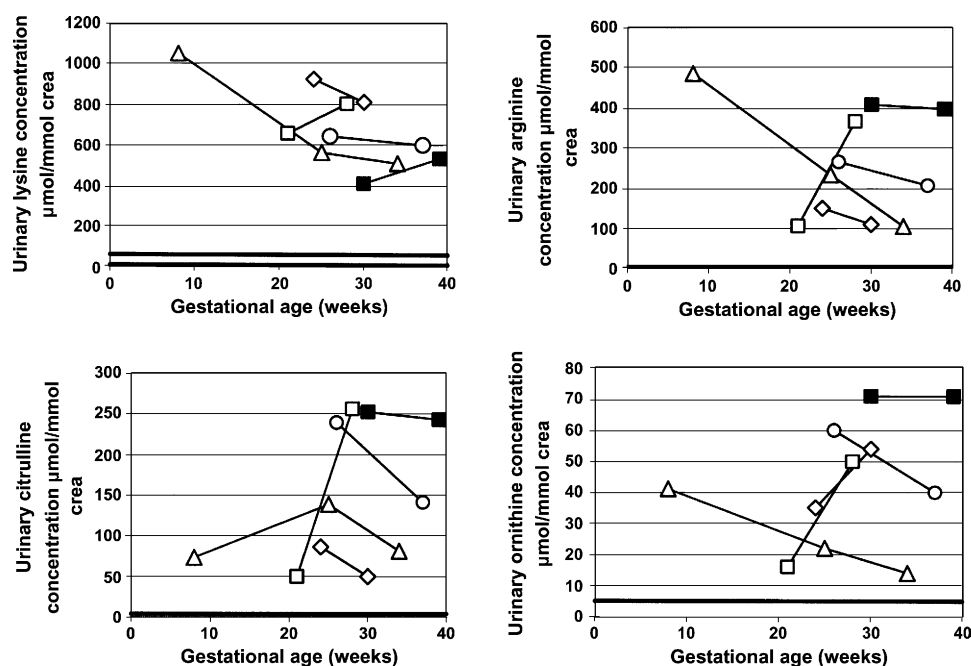 Urinary lysine concentration
µmol/mmol crea
1200
1000
800
600
400
200
0
0 10 20 30 40
Gestational age (weeks)
Urinary arginine
concentration µmol/mmol
crea
600
500
400
300
200
100
0
0 10 20 30 40
Gestational age (weeks)
Urinary citrulline
concentration µmol/mmol
crea
300
250
200
150
100
50
0
0 10 20 30 40
Gestational age (weeks)
Urinary ornithine concentration
µmol/mmol crea
80
70
60
50
40
30
20
10
0
0 10 20 30 40
Gestational age (weeks)